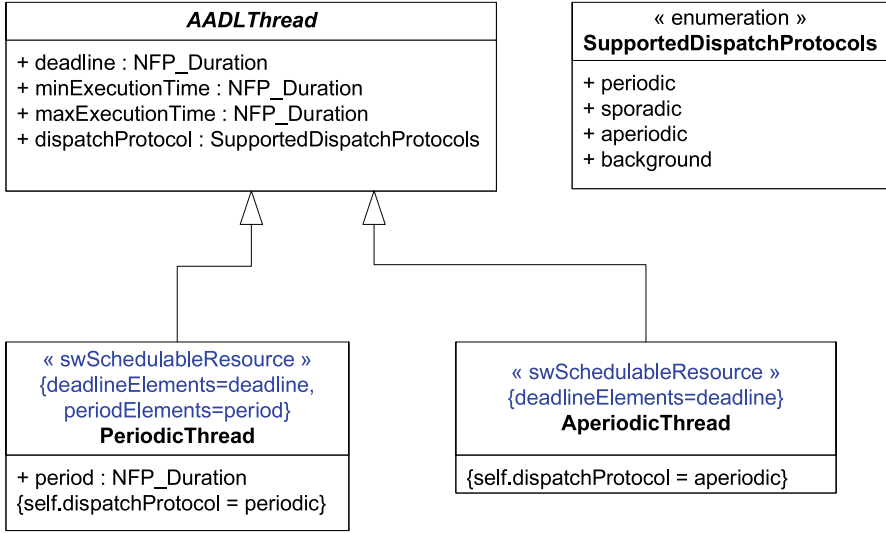 AADLThread
+ deadline : NFP_Duration
+ minExecutionTime : NFP_Duration
+ maxExecutionTime : NFP_Duration
+ dispatchProtocol : SupportedDispatchProtocols
« enumeration »
SupportedDispatchProtocols
+ periodic
+ sporadic
+ aperiodic
+ background
« swSchedulableResource »
{deadlineElements=deadline,
periodElements=period}
PeriodicThread
+ period : NFP_Duration
{self.dispatchProtocol = periodic}
« swSchedulableResource »
{deadlineElements=deadline}
AperiodicThread
{self.dispatchProtocol = aperiodic}